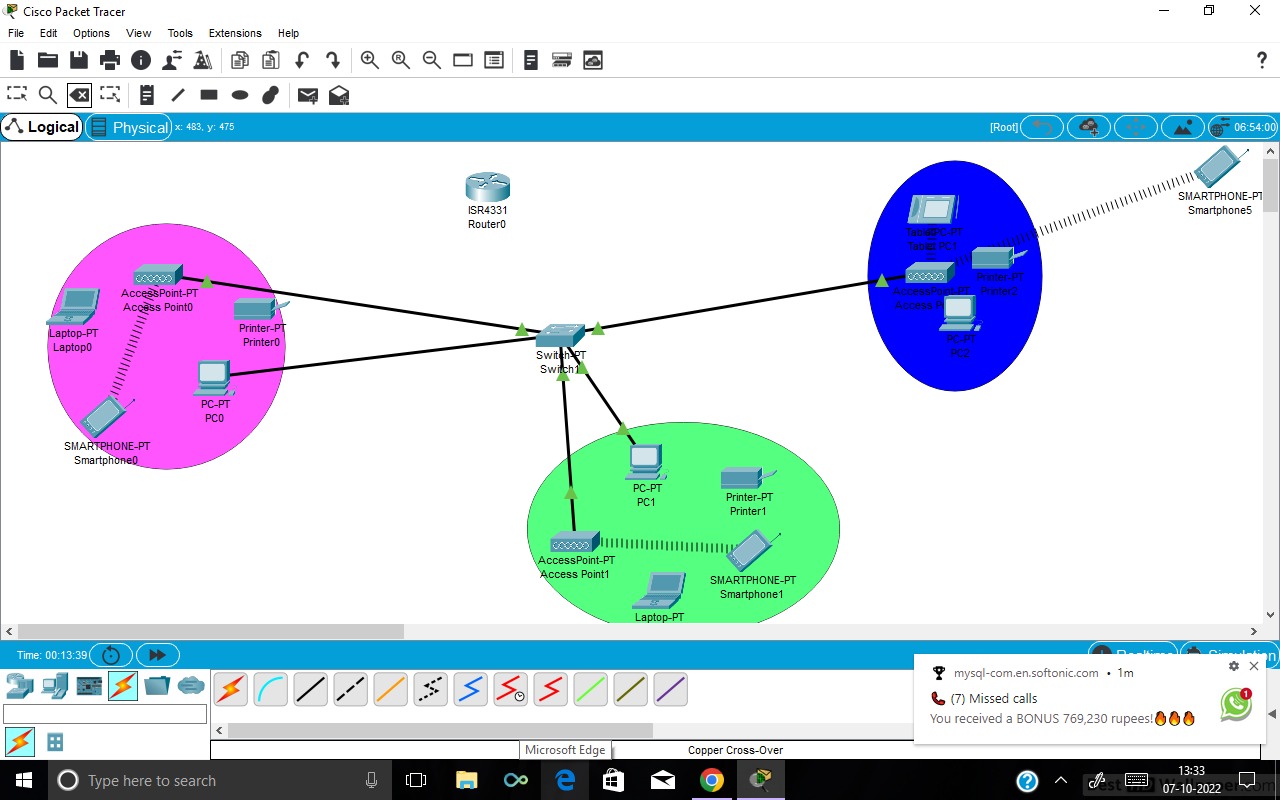 Cisco Packet Tracer
File Edit Options View Tools Extensions Help
Logical Physical x: 483, y: 475 [Root] 06:54:00
ISR4331
Router0
SMARTPHONE-PT
Smartphone5
TabletPC-PT
Tablet PC1
Printer-PT
Printer2
AccessPoint-PT
Access P
PC-PT
PC2
AccessPoint-PT
Access Point0
Laptop-PT
Laptop0
Printer-PT
Printer0
PC-PT
PC0
SMARTPHONE-PT
Smartphone0
Switch-PT
Switch1
PC-PT
PC1
Printer-PT
Printer1
AccessPoint-PT
Access Point1
SMARTPHONE-PT
Smartphone1
Laptop-PT
Time: 00:13:39
Realtime Simulation
mysql-com.en.softonic.com • 1m
(7) Missed calls
You received a BONUS 769,230 rupees!🔥🔥🔥
1
Microsoft Edge
Copper Cross-Over
Type here to search
13:33
07-10-2022